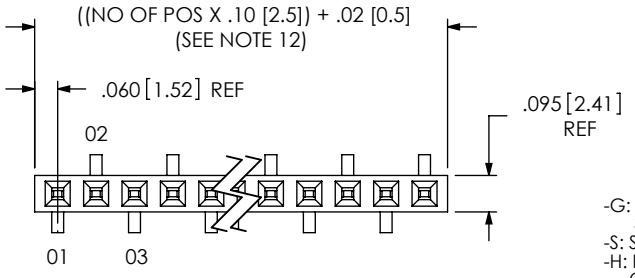 ((NO OF POS X .10 [2.5]) + .02 [0.5]
(SEE NOTE 12)
.060 [1.52] REF
.095 [2.41]
REF
02
01
03
-G:
-S: S
-H: